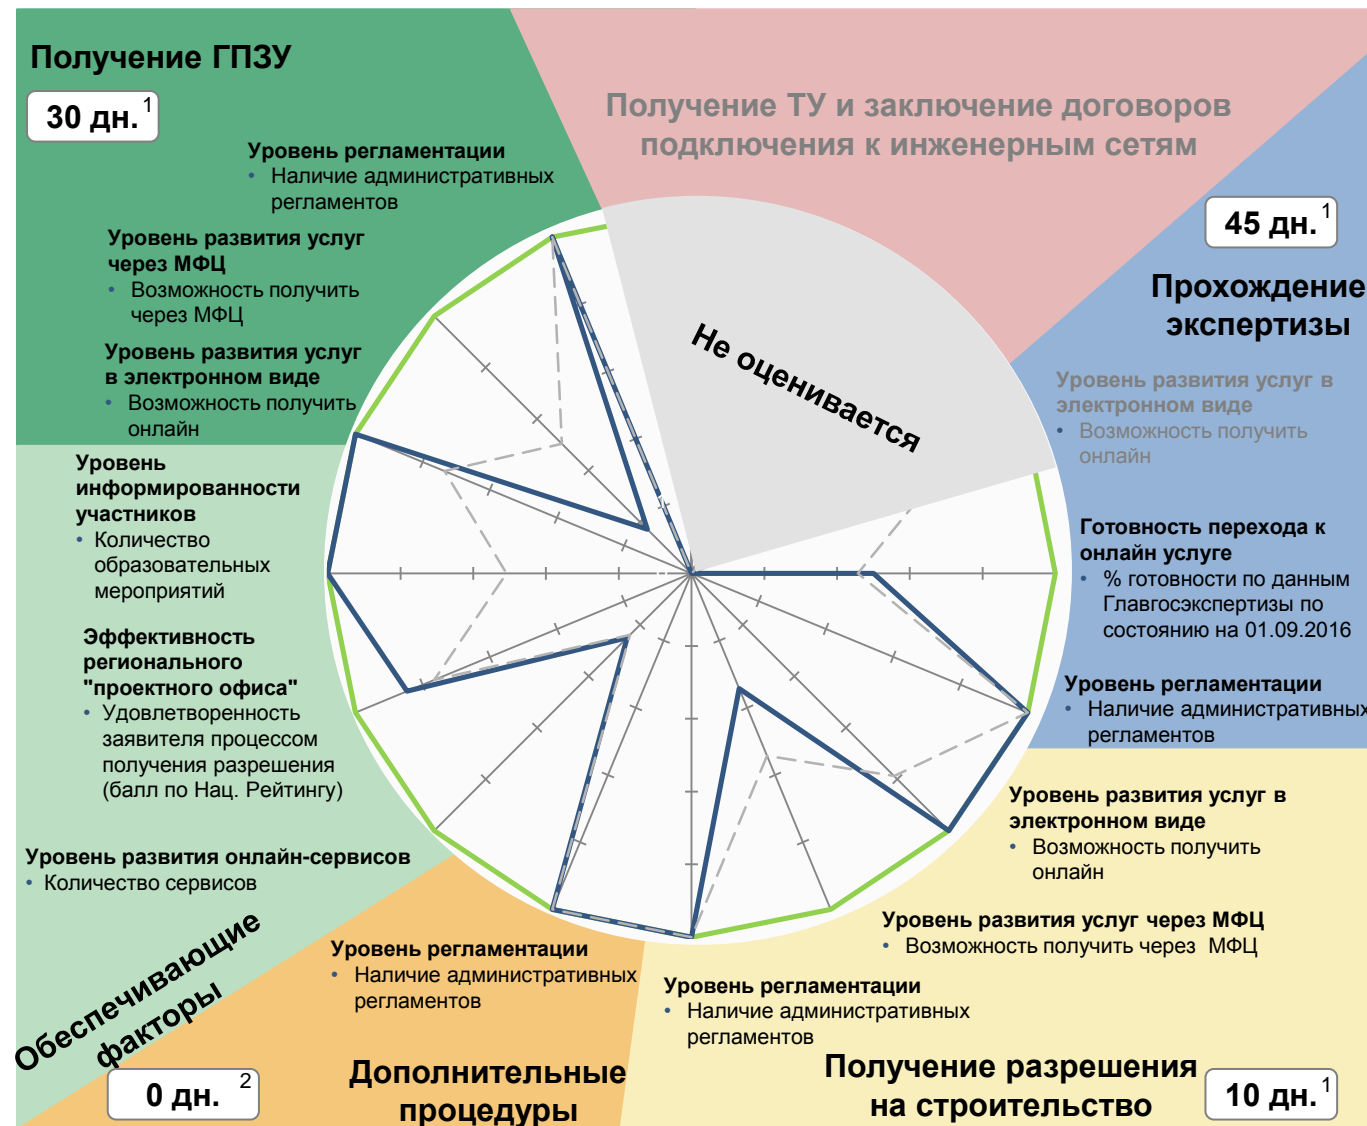 Получение ГПЗУ
30 дн. 1
Уровень регламентации
• Наличие административных
регламентов
Уровень развития услуг
через МФЦ
• Возможность получить
через МФЦ
Уровень развития услуг
в электронном виде
• Возможность получить
онлайн
Получение ТУ и заключение договоров
подключения к инженерным сетям
Не оценивается
45 дн. 1
Прохождение
экспертизы
Уровень развития услуг в
электронном виде
• Возможность получить
онлайн
Готовность перехода к
онлайн услуге
• % готовности по данным
Главгосэкспертизы по
состоянию на 01.09.2016
Уровень регламентации
• Наличие административных
регламентов
Уровень
информированности
участников
• Количество
образовательных
мероприятий
Эффективность
регионального
"проектного офиса"
• Удовлетворенность
заявителя процессом
получения разрешения
(балл по Нац. Рейтингу)
Уровень развития онлайн-сервисов
• Количество сервисов
Обеспечивающие
факторы
Уровень регламентации
• Наличие административных
регламентов
0 дн. 2
Дополнительные
процедуры
Уровень развития услуг в
электронном виде
• Возможность получить
онлайн
Уровень развития услуг через МФЦ
• Возможность получить через МФЦ
Уровень регламентации
• Наличие административных
регламентов
Получение разрешения
на строительство
10 дн. 1